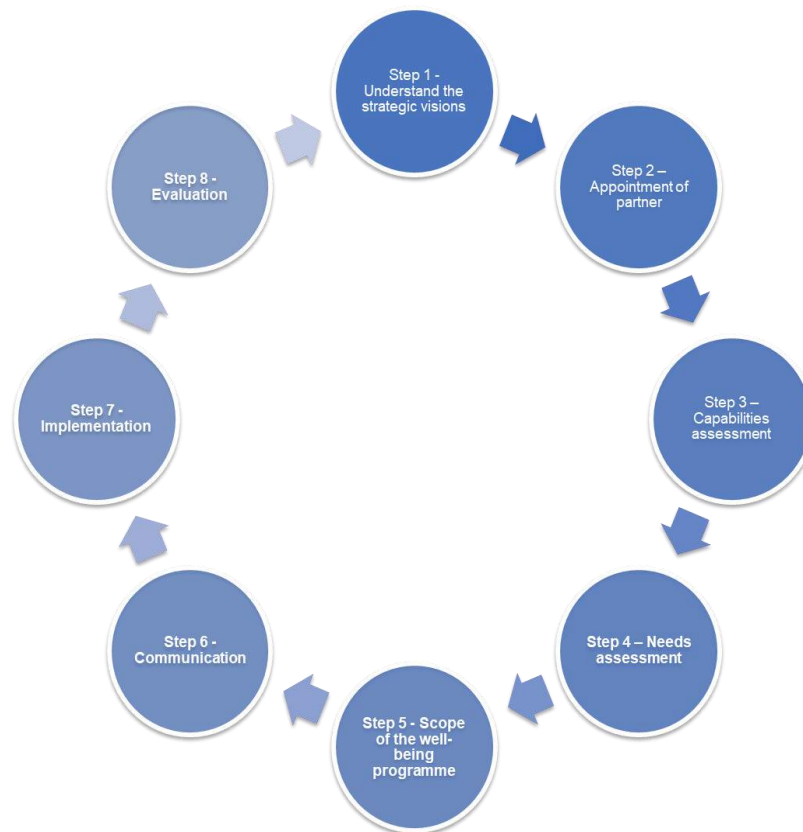 Step 1 -
Understand the
strategic visions
Step 2 –
Appointment of
partner
Step 3 –
Capabilities
assessment
Step 4 – Needs
assessment
Step 5 - Scope
of the well-
being
programme
Step 6 -
Communication
Step 7 -
Implementation
Step 8 -
Evaluation